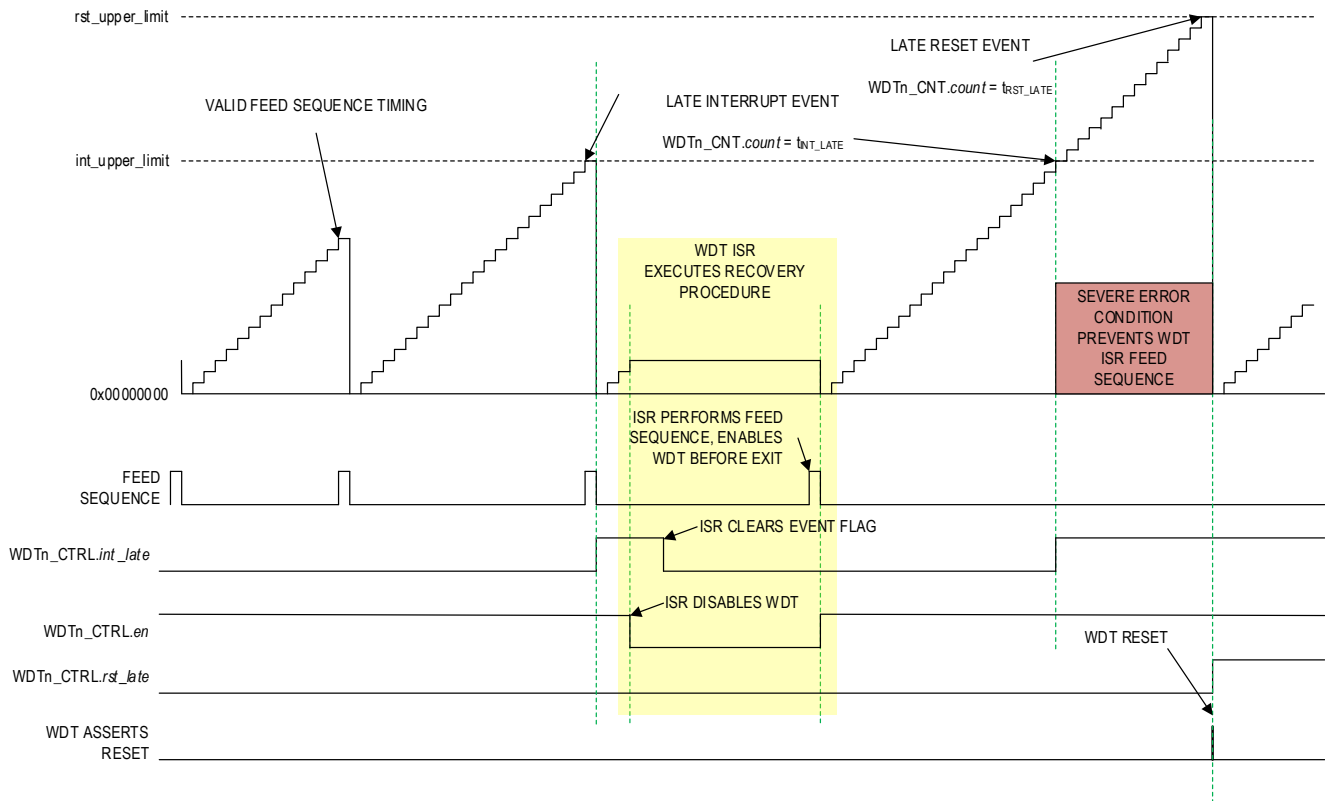 rst_upper_limit
LATE RESET EVENT
WDTn_CNT.count = tRST_LATE
VALID FEED SEQUENCE TIMING
LATE INTERRUPT EVENT
WDTn_CNT.count = tINT_LATE
int_upper_limit
WDT ISR
EXECUTES RECOVERY
PROCEDURE
SEVERE ERROR
CONDITION
PREVENTS WDT
ISR FEED
SEQUENCE
0x00000000
ISR PERFORMS FEED
SEQUENCE, ENABLES
WDT BEFORE EXIT
FEED
SEQUENCE
ISR CLEARS EVENT FLAG
WDTn_CTRL.int_late
ISR DISABLES WDT
WDTn_CTRL.en
WDT RESET
WDTn_CTRL.rst_late
WDT ASSERTS
RESET